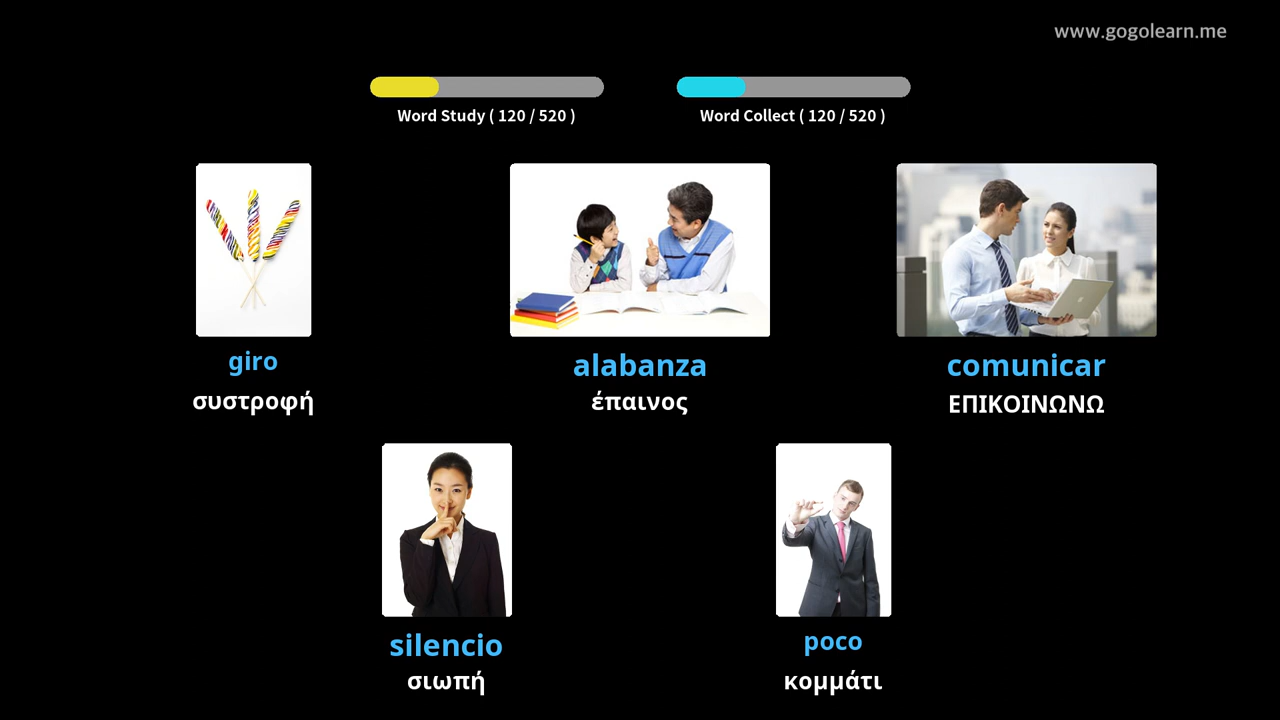 www.gogolearn.me
Word Study ( 120 / 520 )
Word Collect ( 120 / 520 )
giro
συστροφή
alabanza
έπαινος
comunicar
ΕΠΙΚΟΙΝΩΝΩ
silencio
σιωπή
poco
κομμάτι